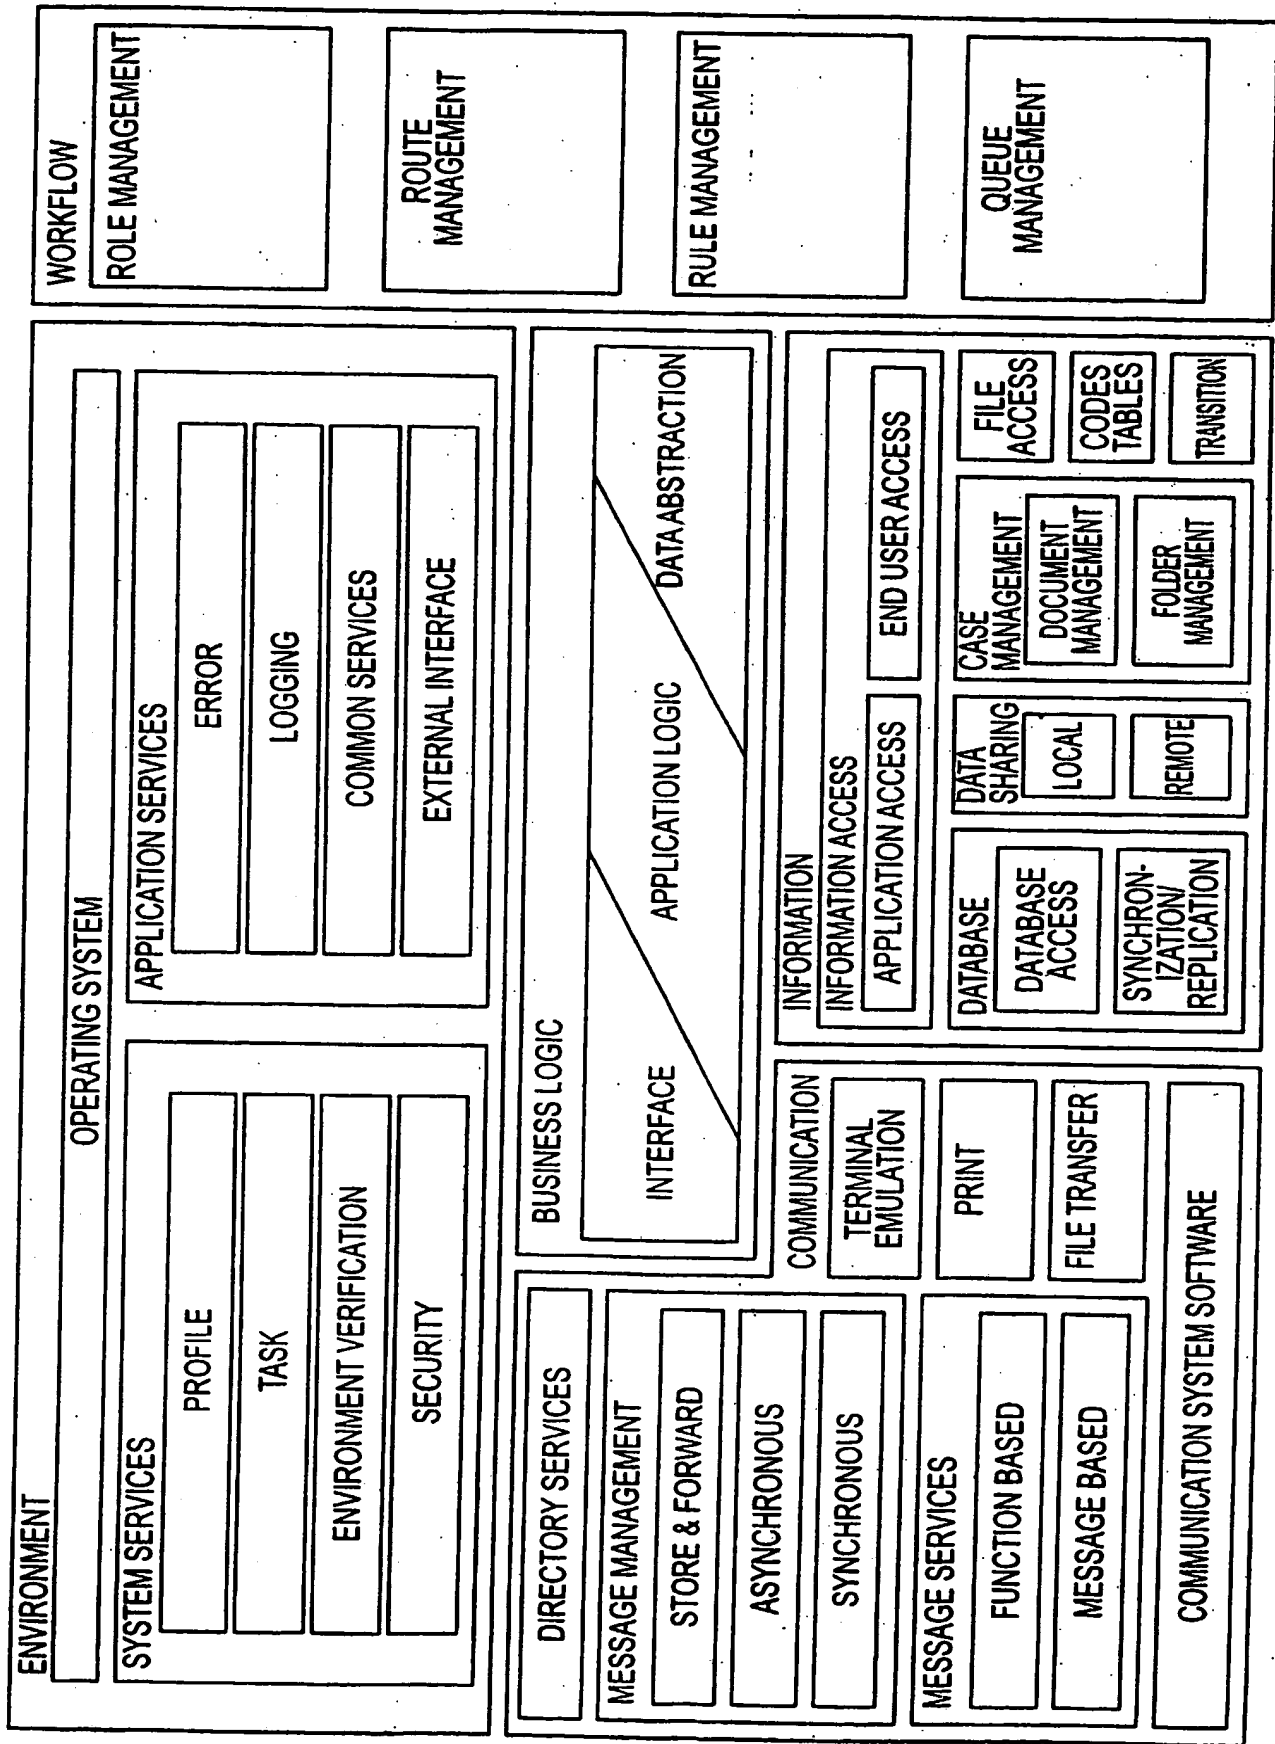 ENVIRONMENT
OPERATING SYSTEM
SYSTEM SERVICES
PROFILE
TASK
ENVIRONMENT VERIFICATION
SECURITY
APPLICATION SERVICES
ERROR
LOGGING
COMMON SERVICES
EXTERNAL INTERFACE
WORKFLOW
ROLE MANAGEMENT
ROUTE
MANAGEMENT
RULE MANAGEMENT
QUEUE
MANAGEMENT
BUSINESS LOGIC
INTERFACE
APPLICATION LOGIC
DATA ABSTRACTION
DIRECTORY SERVICES
MESSAGE MANAGEMENT
STORE & FORWARD
ASYNCHRONOUS
SYNCHRONOUS
MESSAGE SERVICES
FUNCTION BASED
MESSAGE BASED
COMMUNICATION
TERMINAL
EMULATION
PRINT
FILE TRANSFER
COMMUNICATION SYSTEM SOFTWARE
INFORMATION
INFORMATION ACCESS
APPLICATION ACCESS
END USER ACCESS
DATABASE
DATABASE
ACCESS
SYNCHRON-
IZATION/
REPLICATION
DATA
SHARING
LOCAL
REMOTE
CASE
MANAGEMENT
DOCUMENT
MANAGEMENT
FOLDER
MANAGEMENT
FILE
ACCESS
CODES
TABLES
TRANSITION